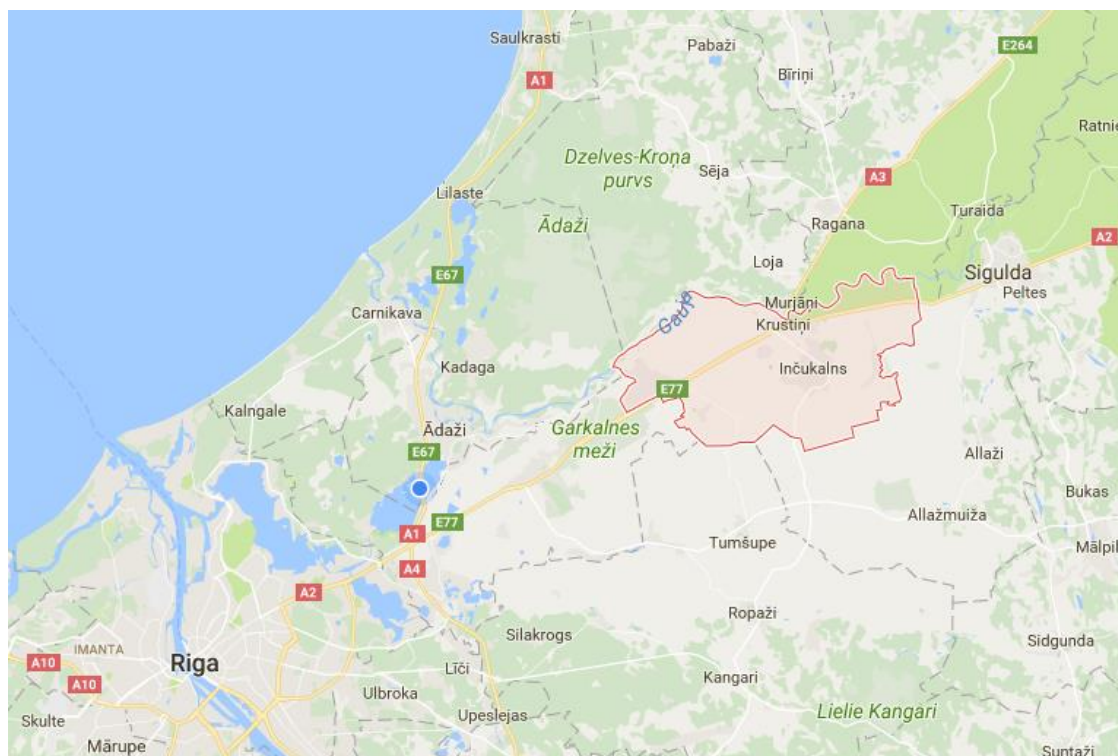 Saulkrasti
Pabaži
E264
A1
Bīriņi
Ratnie
Dzelves-Kroņa
purvs
Sēja
A3
Lilaste
Turaida
Ādaži
Ragana
A2
Loja
Sigulda
E67
Peltes
Murjāņi
Gauja
Carnikava
Krustiņi
Kadaga
Inčukalns
E77
Kalngale
Ādaži
Garkalnes
meži
E67
Allaži
Bukas
E77
Allažmuiža
A1
Tumšupe
Mālpil
A4
A2
Ropaži
Silakrogs
Sidgunda
IMANTA
A10
Riga
Līči
A10
Kangari
Ulbroka
Skulte
Upeslejas
Lielie Kangari
Mārupe
Suntaži